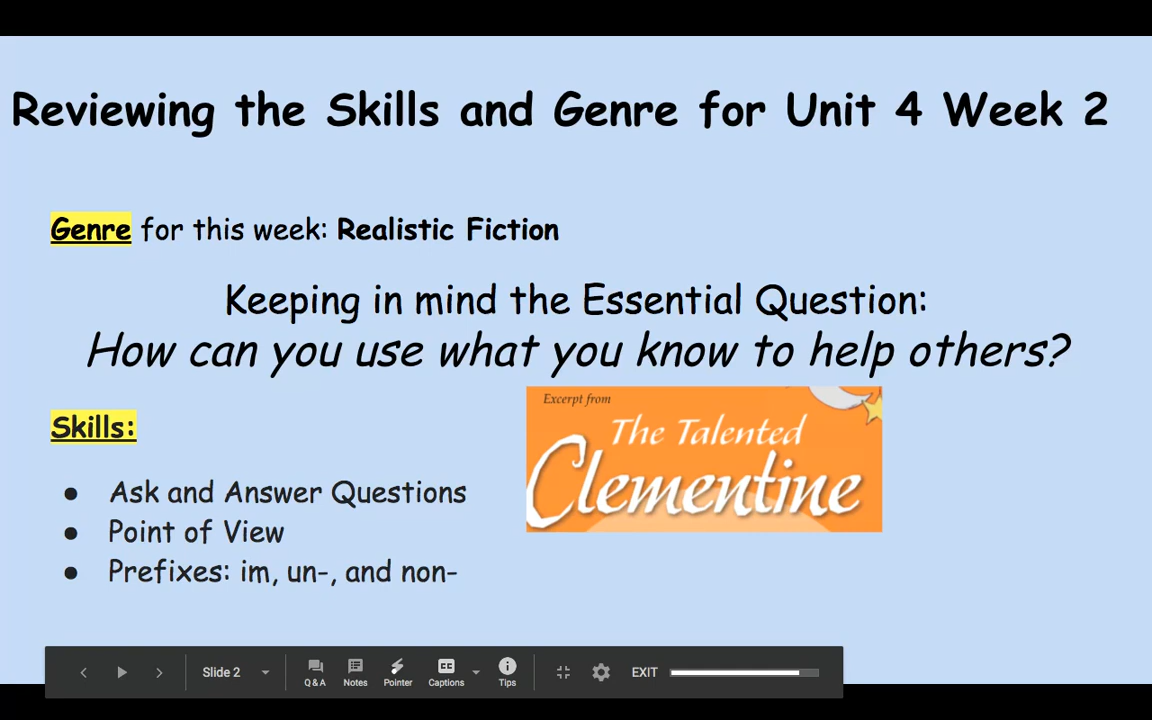 Reviewing the Skills and Genre for Unit 4 Week 2
Genre for this week: Realistic Fiction
Keeping in mind the Essential Question:
How can you use what you know to help others?
Skills:
Excerpt from
The Talented
Clementine
● Ask and Answer Questions
● Point of View
● Prefixes: im, un-, and non-
Slide 2
Q & A
Notes
Pointer
CC
Captions
Tips
EXIT